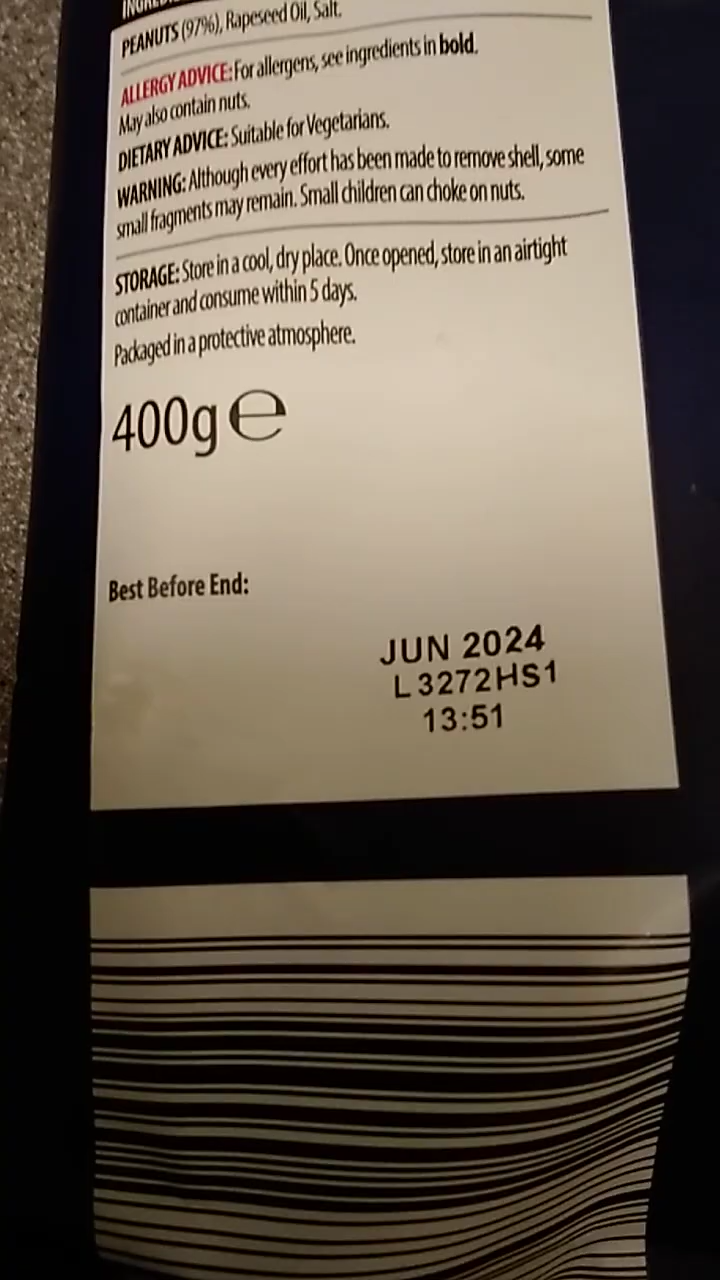 PEANUTS (97%), Rapeseed Oil, Salt.
ALLERGY ADVICE: For allergens, see ingredients in bold.
May also contain nuts.
DIETARY ADVICE: Suitable for Vegetarians.
WARNING: Although every effort has been made to remove shell, some
small fragments may remain. Small children can choke on nuts.
STORAGE: Store in a cool, dry place. Once opened, store in an airtight
container and consume within 5 days.
Packaged in a protective atmosphere.
400g ℮
Best Before End:
JUN 2024
L3272HS1
13:51